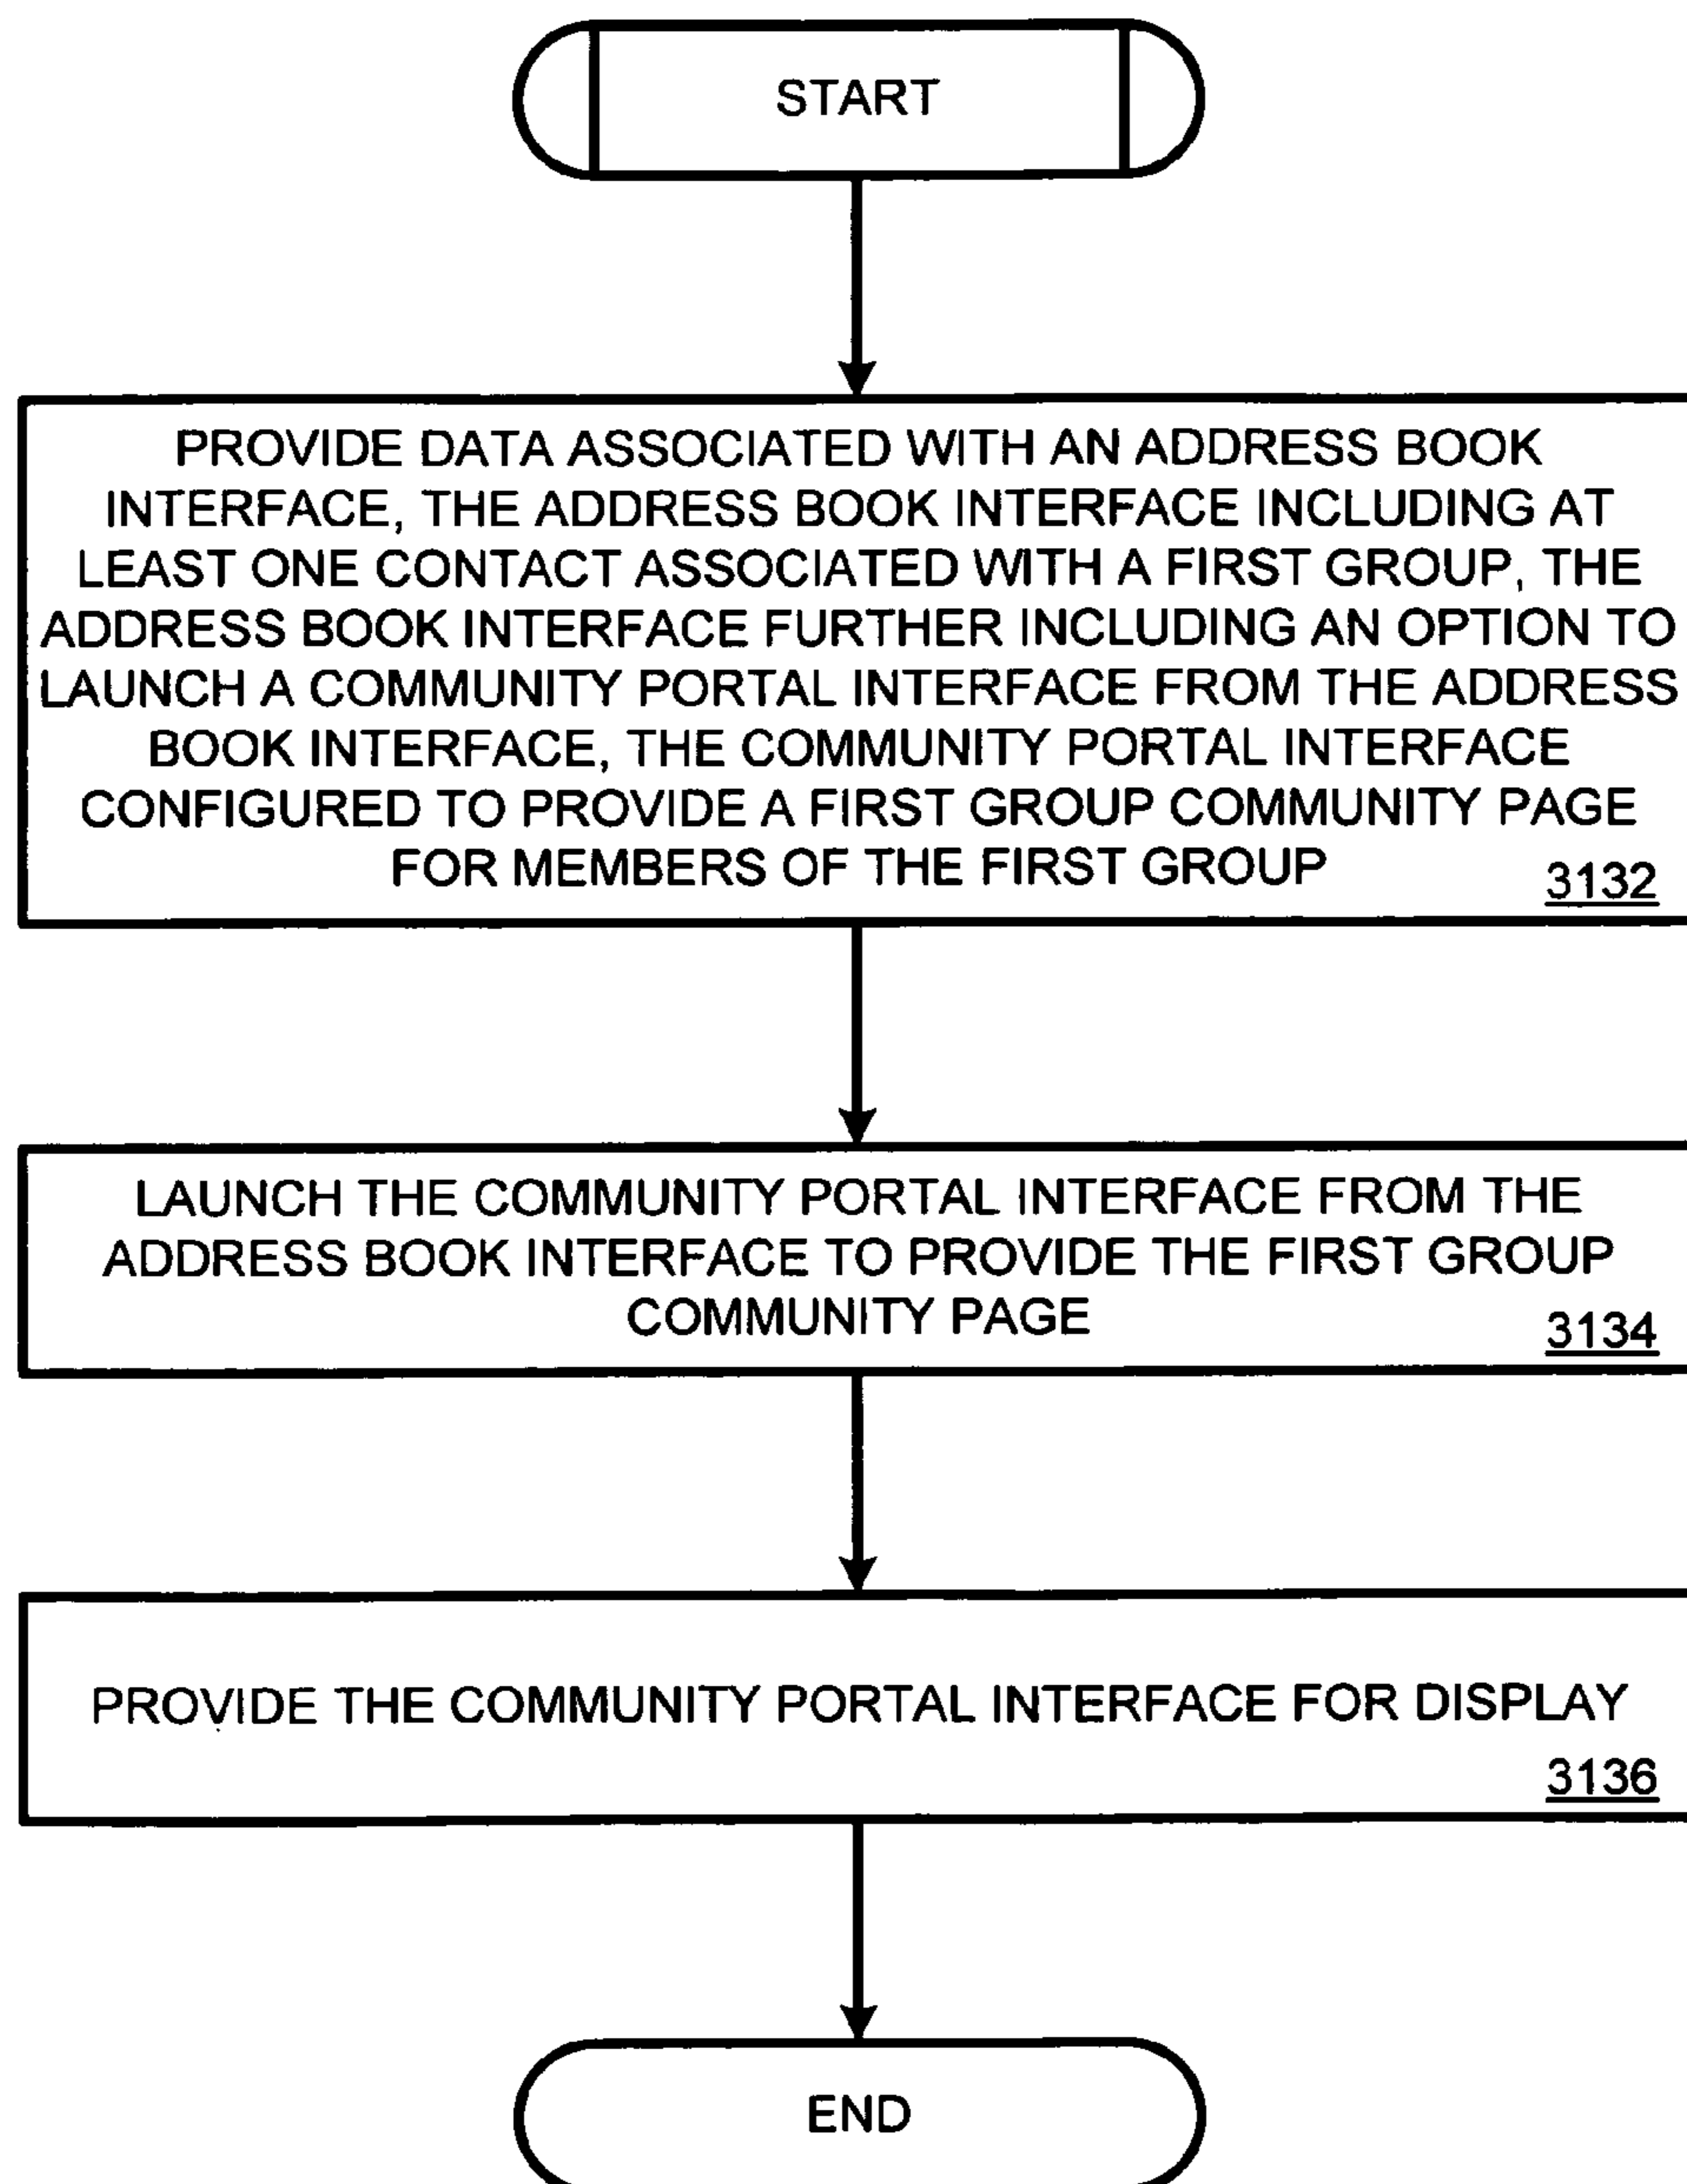 START
PROVIDE DATA ASSOCIATED WITH AN ADDRESS BOOK
INTERFACE, THE ADDRESS BOOK INTERFACE INCLUDING AT
LEAST ONE CONTACT ASSOCIATED WITH A FIRST GROUP, THE
ADDRESS BOOK INTERFACE FURTHER INCLUDING AN OPTION TO
LAUNCH A COMMUNITY PORTAL INTERFACE FROM THE ADDRESS
BOOK INTERFACE, THE COMMUNITY PORTAL INTERFACE
CONFIGURED TO PROVIDE A FIRST GROUP COMMUNITY PAGE
FOR MEMBERS OF THE FIRST GROUP
3132
LAUNCH THE COMMUNITY PORTAL INTERFACE FROM THE
ADDRESS BOOK INTERFACE TO PROVIDE THE FIRST GROUP
COMMUNITY PAGE
3134
PROVIDE THE COMMUNITY PORTAL INTERFACE FOR DISPLAY
3136
END